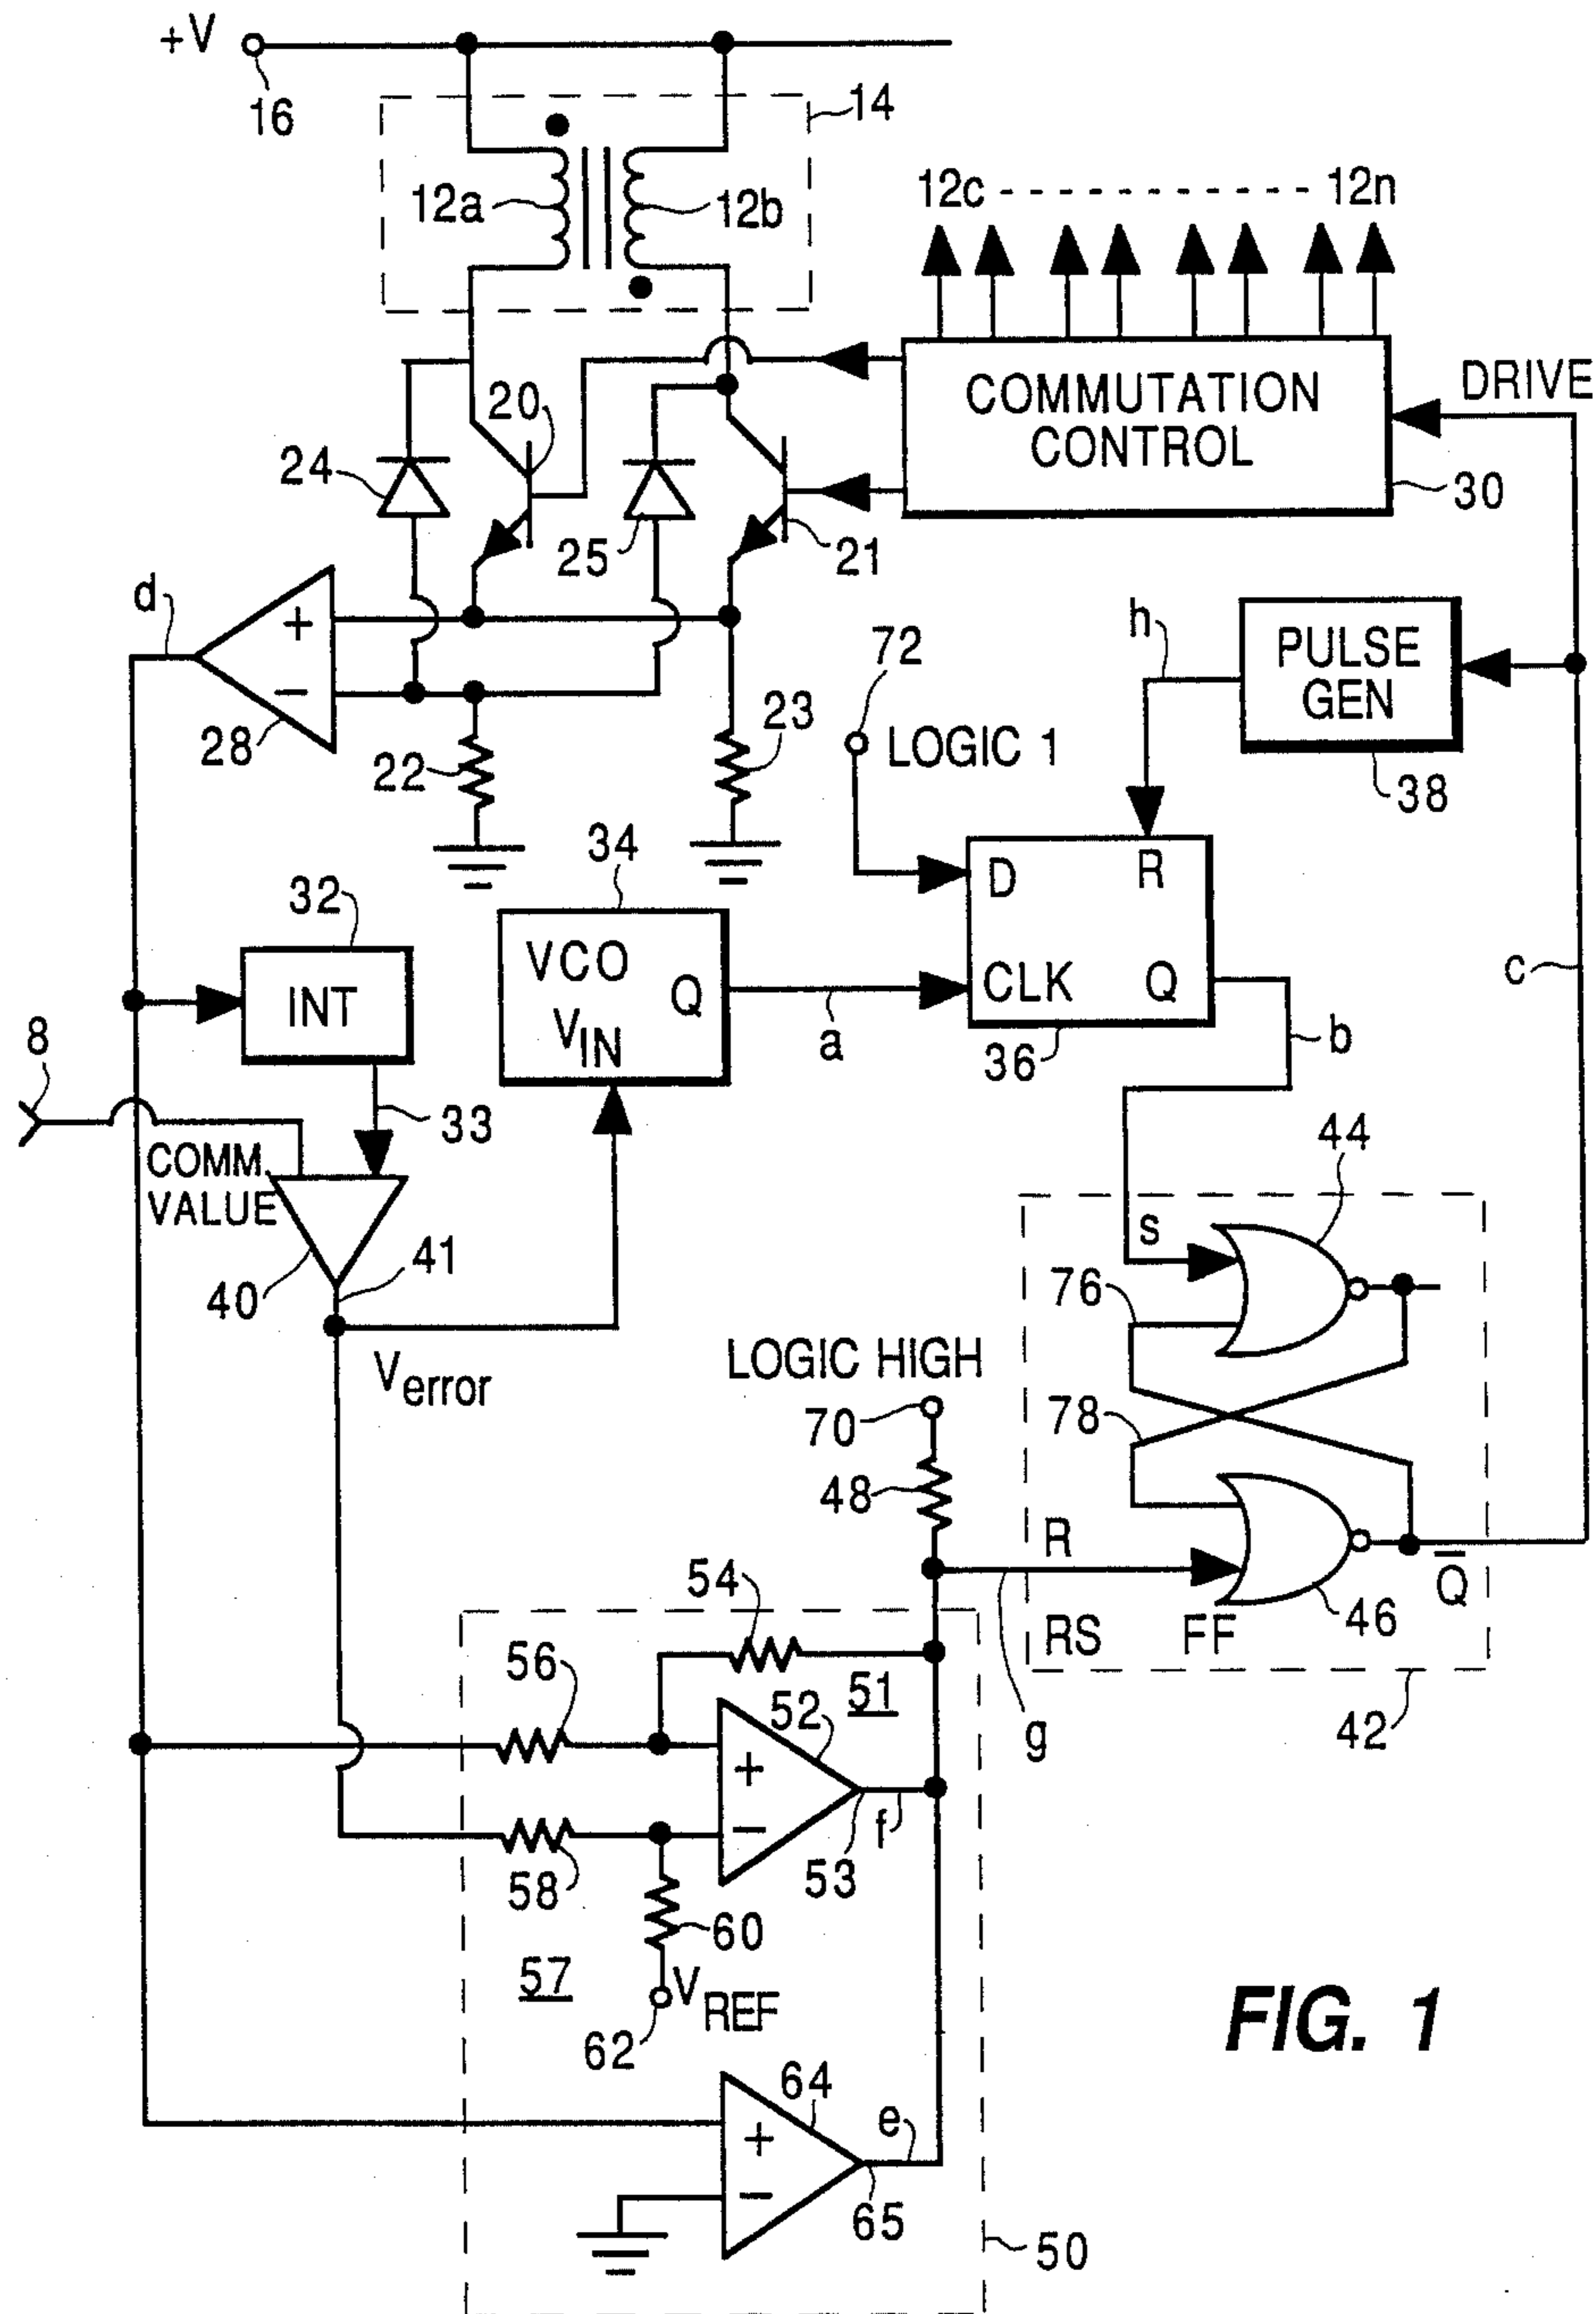 +V
16
14
12a
12b
12c - - - - - - - 12n
COMMUTATION
CONTROL
DRIVE
30
20
24
25
21
d
+
−
28
22
23
72
LOGIC 1
h
PULSE
GEN
38
c
32
INT
33
34
VCO
VIN
Q
a
D
R
CLK
Q
36
b
8
COMM.
VALUE
40
41
Verror
44
s
76
78
LOGIC HIGH
70
48
R
RS FF
Q̅
46
42
g
54
56
51
52
+
−
53
f
58
60
57
VREF
62
64
+
−
e
65
50
FIG. 1